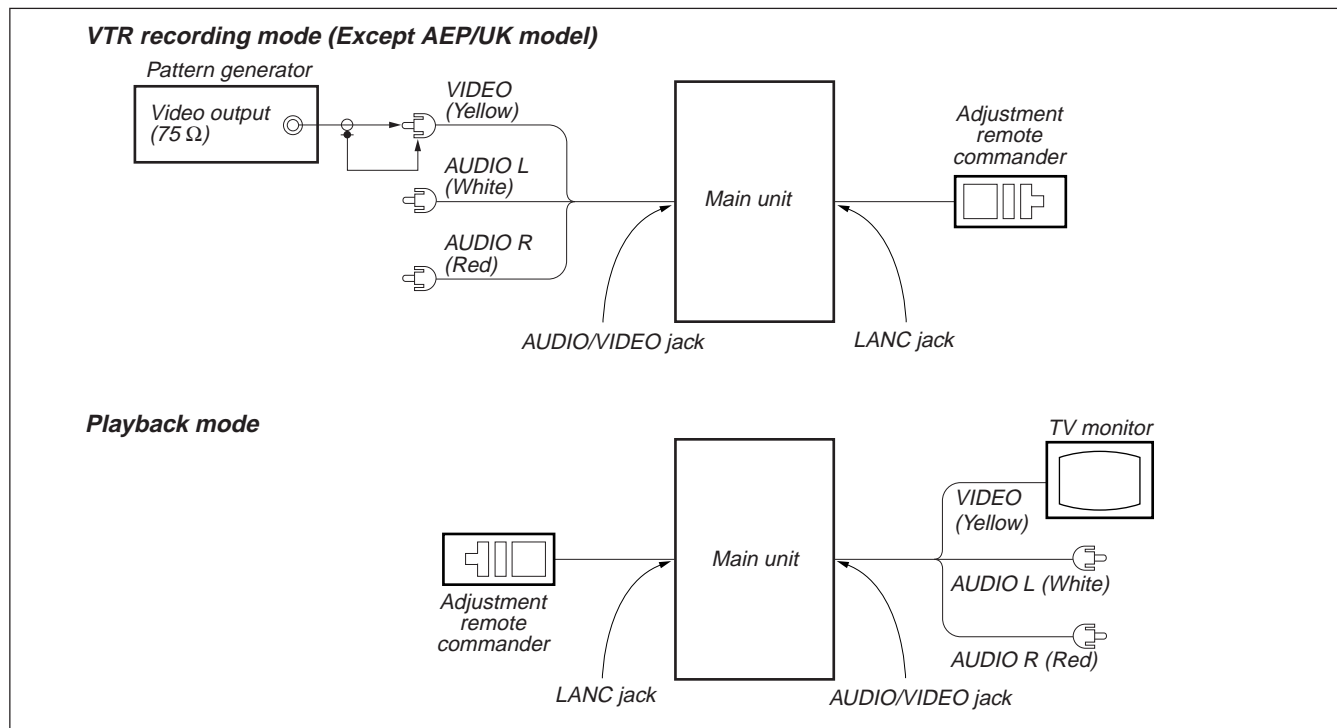 VTR recording mode (Except AEP/UK model)
Pattern generator
Video output
(75 Ω)
VIDEO
(Yellow)
AUDIO L
(White)
AUDIO R
(Red)
Main unit
Adjustment
remote
commander
AUDIO/VIDEO jack
LANC jack
Playback mode
TV monitor
VIDEO
(Yellow)
Main unit
AUDIO L (White)
Adjustment
remote
commander
AUDIO R (Red)
LANC jack
AUDIO/VIDEO jack